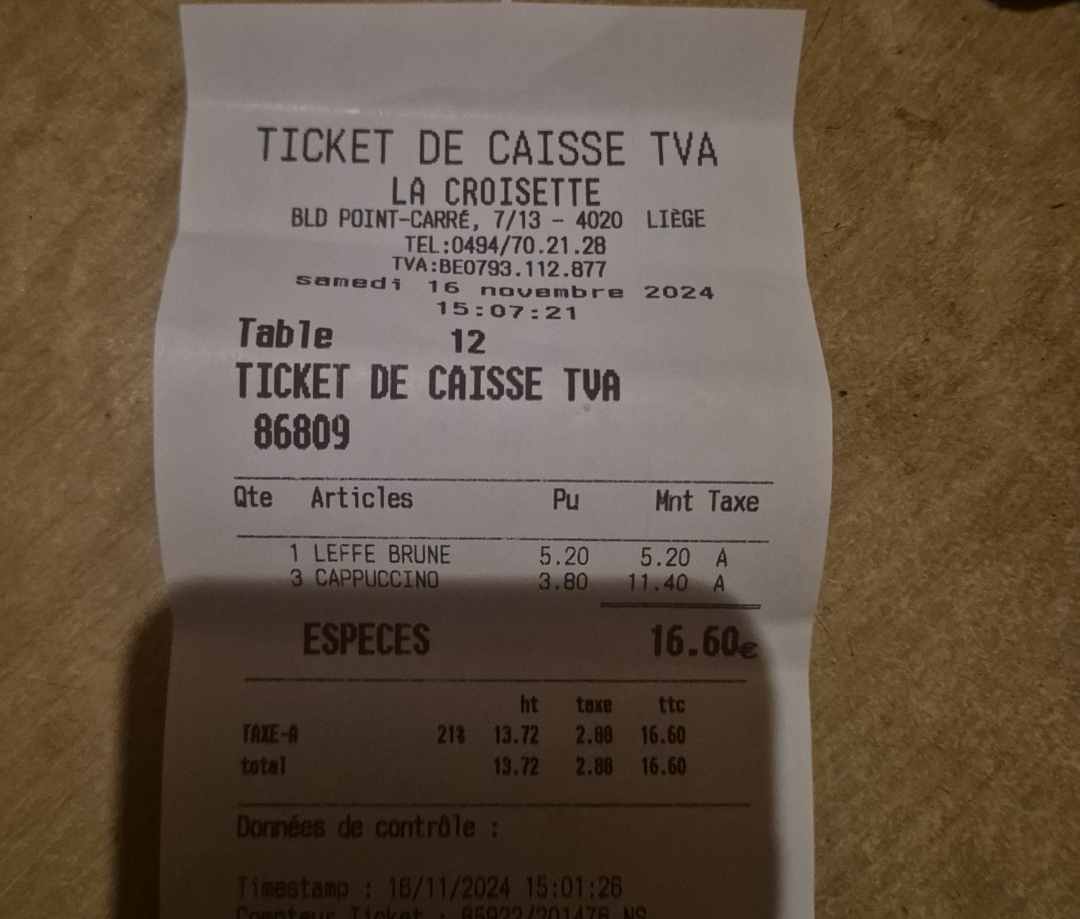 TICKET DE CAISSE TVA
LA CROISETTE
BLD POINT-CARRÉ, 7/13 - 4020 LIÈGE
TEL:0494/70.21.28
TVA:BE0793.112.877
samedi 16 novembre 2024
15:07:21
Table 12
TICKET DE CAISSE TVA
86809
Qte Articles Pu Mnt Taxe
1 LEFFE BRUNE 5.20 5.20 A
3 CAPPUCCINO 3.80 11.40 A
ESPECES 16.60€
ht taxe ttc
TAXE-A 21% 13.72 2.88 16.60
total 13.72 2.88 16.60
Données de contrôle :
Timestamp : 16/11/2024 15:01:26
Compteur Ticket :